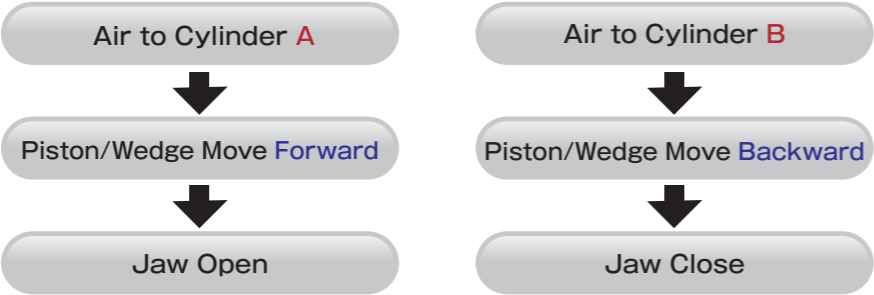 Air to Cylinder A
Piston/Wedge Move Forward
Jaw Open
Air to Cylinder B
Piston/Wedge Move Backward
Jaw Close